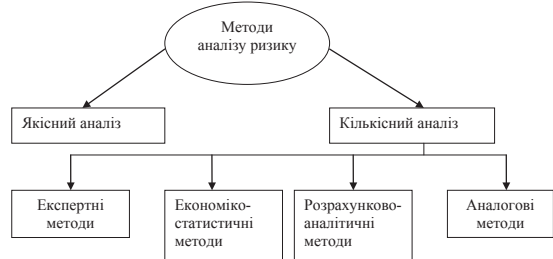 Методи
аналізу ризику
Якісний аналіз
Кількісний аналіз
Експертні
методи
Економіко-
статистичні
методи
Розрахунково-
аналітичні
методи
Аналогові
методи